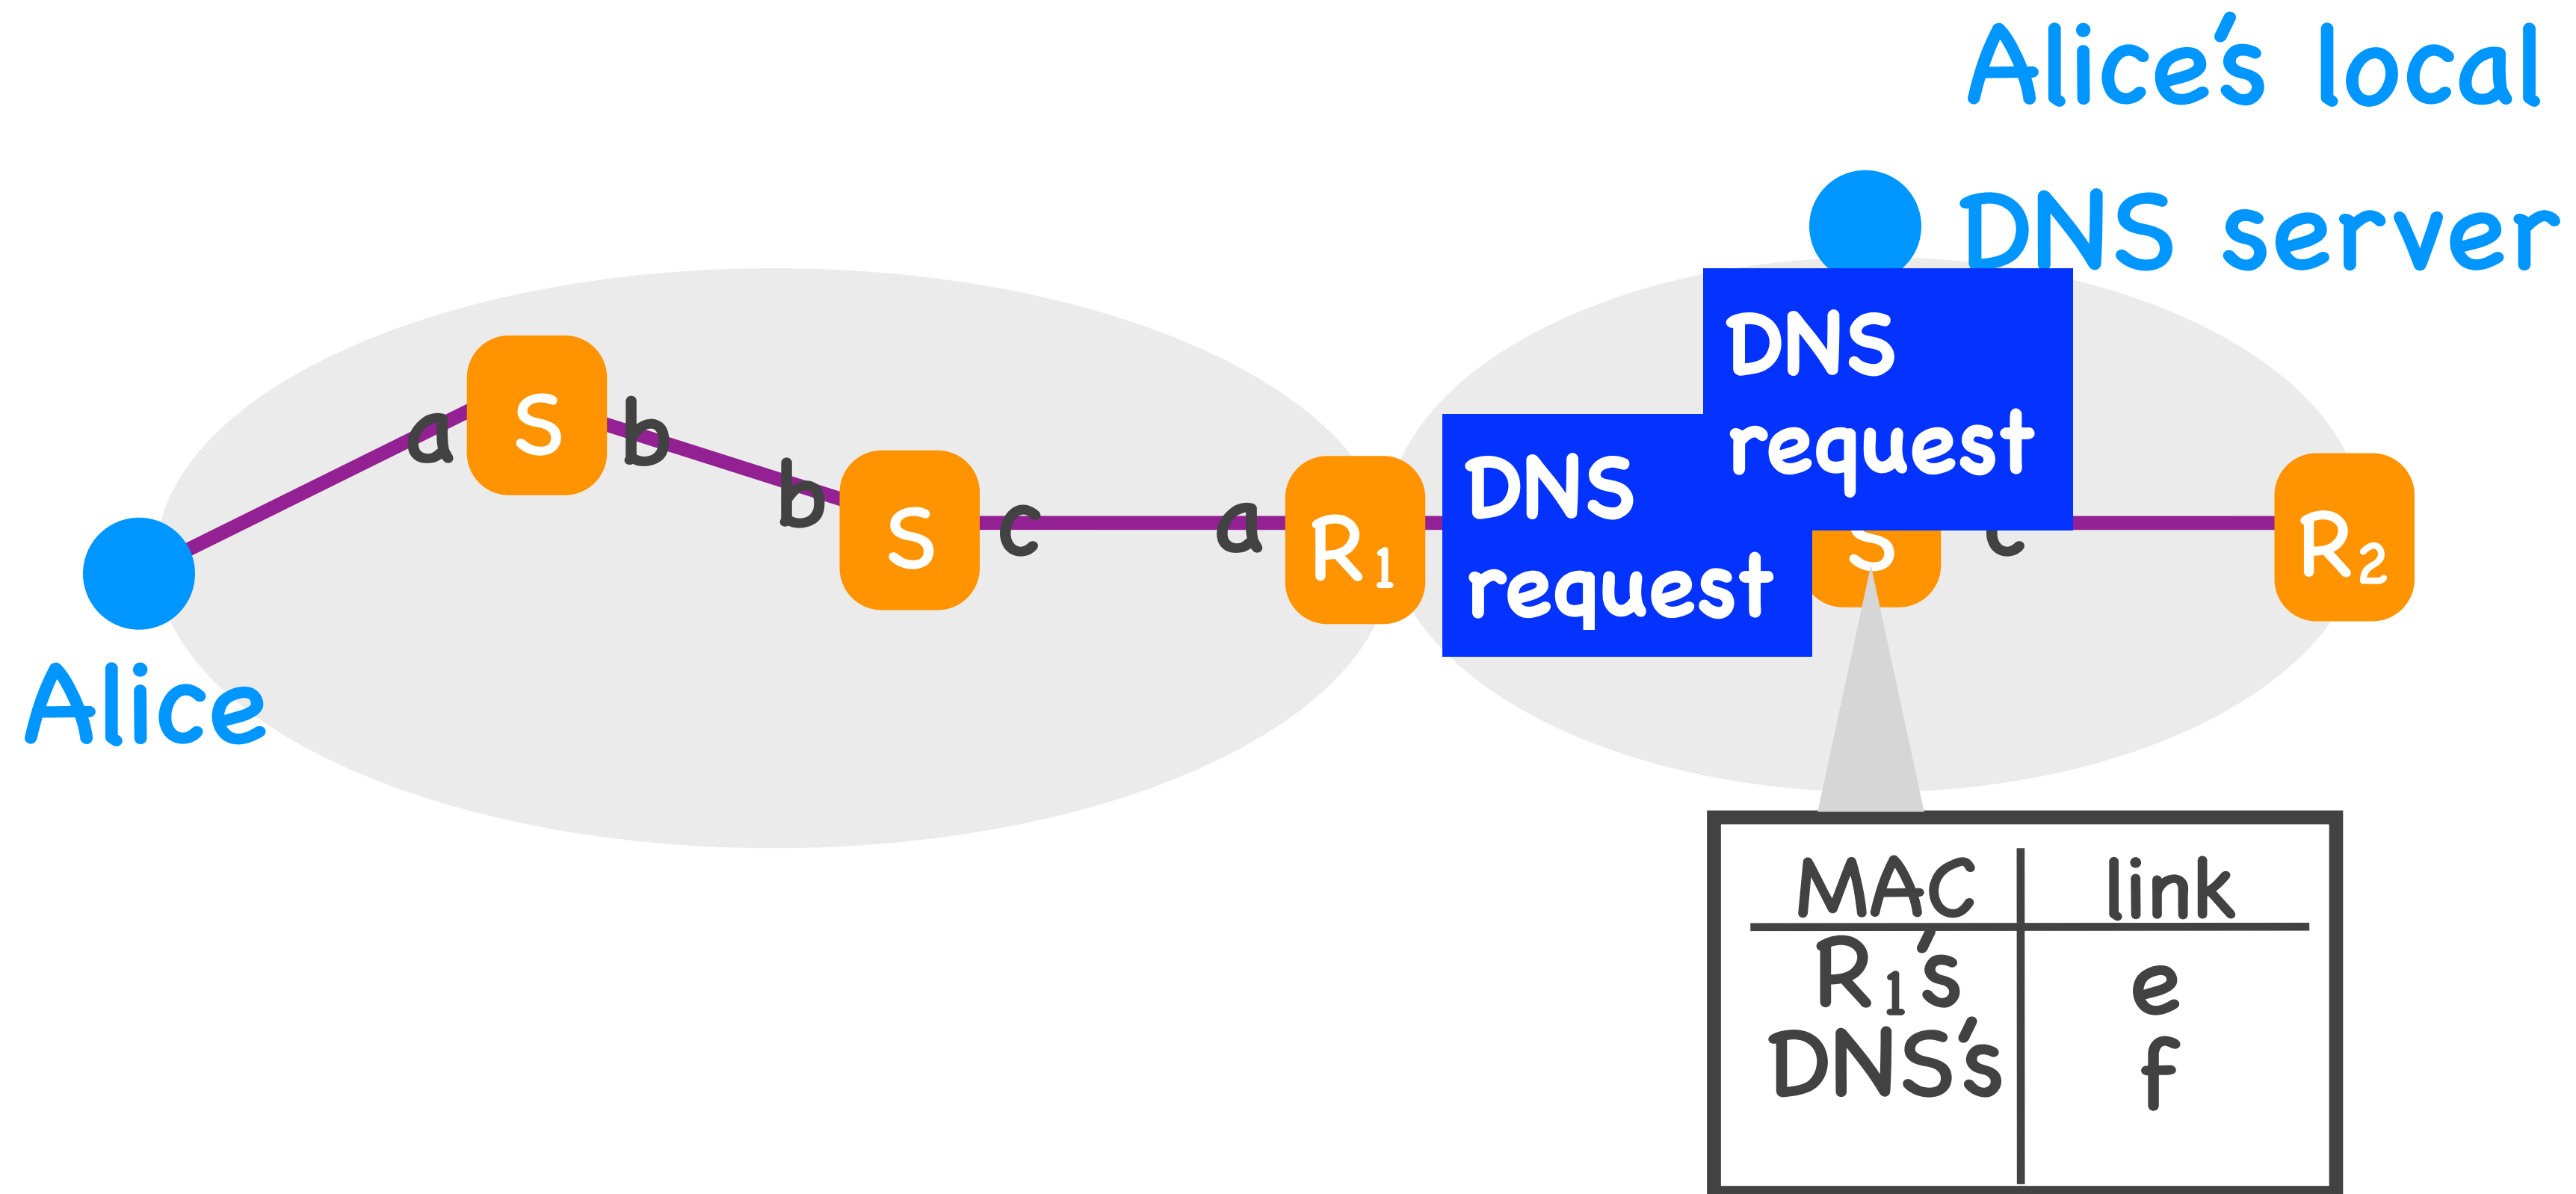 Alice's local
DNS server
DNS
request
DNS
request
S
a
b
b
S
c
a
R1
S
c
R2
Alice
MAC link
R1's e
DNS's f